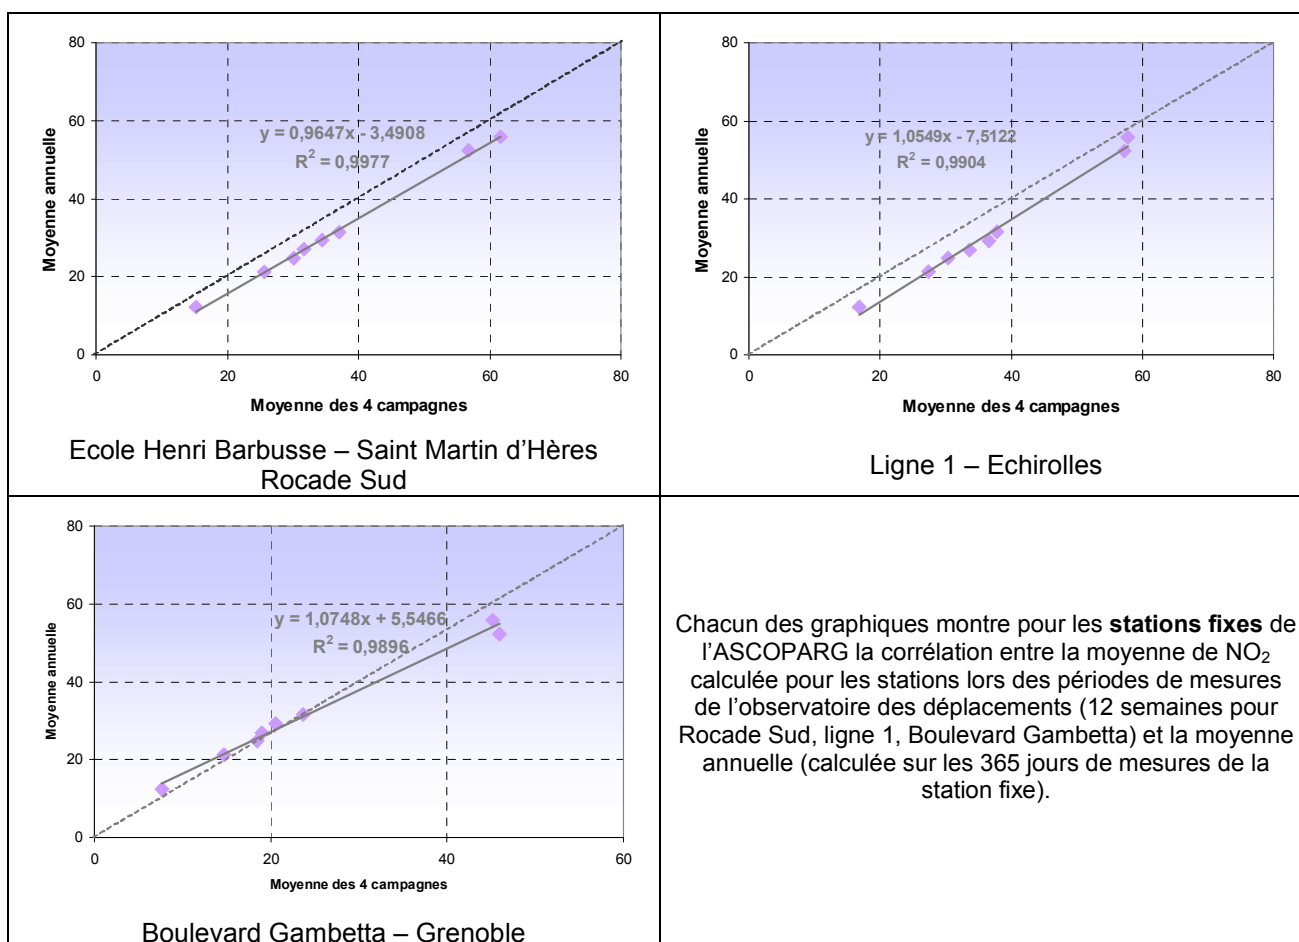 80
60
40
20
0
Moyenne annuelle
y = 0,9647x - 3,4908
R² = 0,9977
0 20 40 60 80
Moyenne des 4 campagnes
Ecole Henri Barbusse – Saint Martin d’Hères
Rocade Sud
80
60
40
20
0
Moyenne annuelle
y = 1,0549x - 7,5122
R² = 0,9904
0 20 40 60 80
Moyenne des 4 campagnes
Ligne 1 – Echirolles
80
60
40
20
0
Moyenne annuelle
y = 1,0748x + 5,5466
R² = 0,9896
0 20 40 60
Moyenne des 4 campagnes
Boulevard Gambetta – Grenoble
Chacun des graphiques montre pour les stations fixes de
l’ASCOPARG la corrélation entre la moyenne de NO₂
calculée pour les stations lors des périodes de mesures
de l’observatoire des déplacements (12 semaines pour
Rocade Sud, ligne 1, Boulevard Gambetta) et la moyenne
annuelle (calculée sur les 365 jours de mesures de la
station fixe).